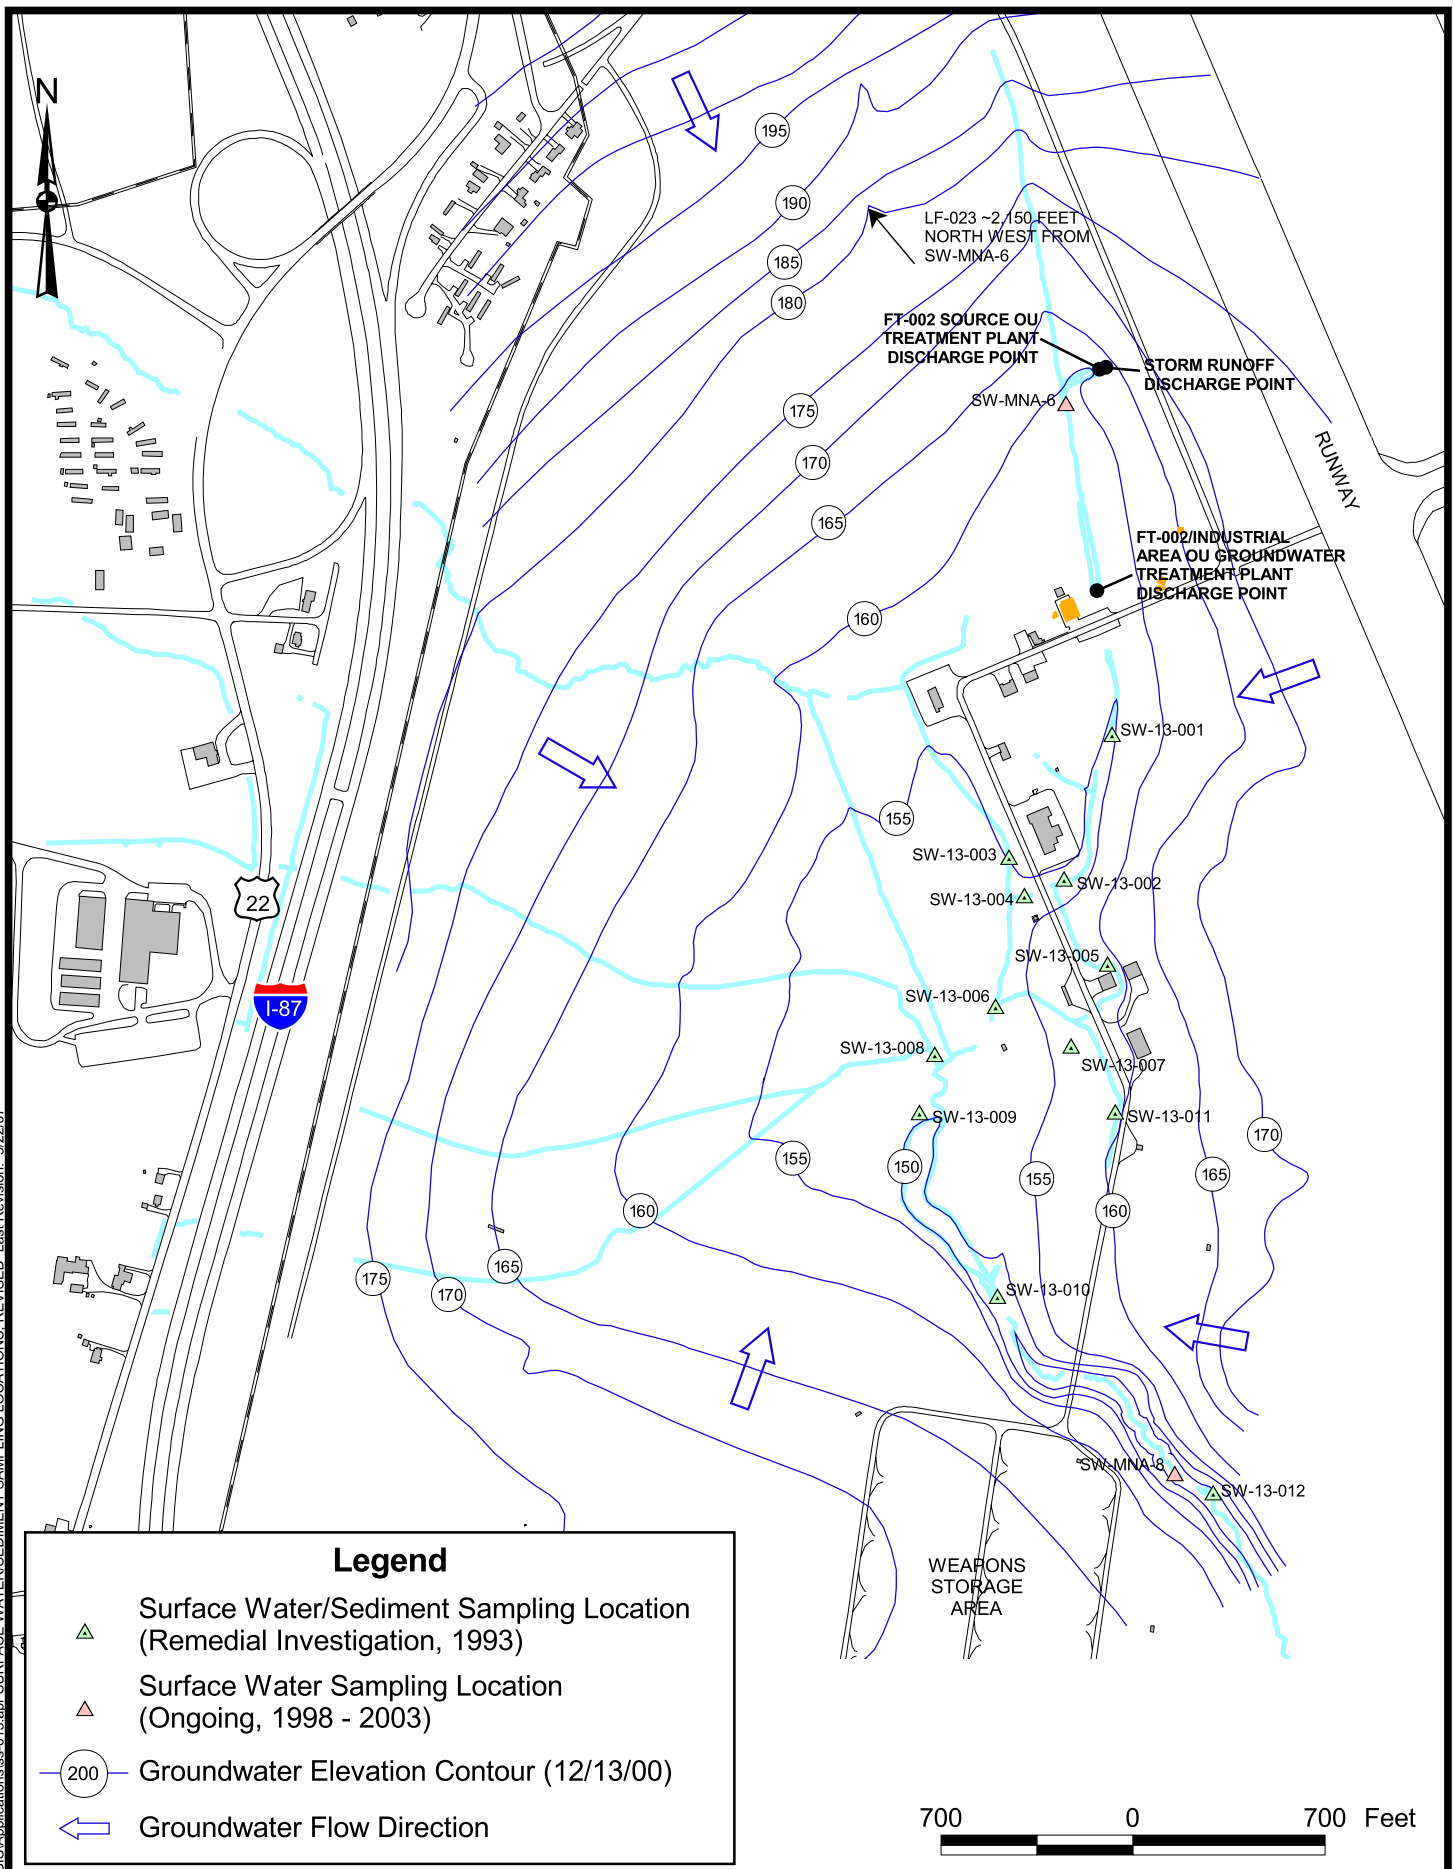 N
195
190
185
180
LF-023 ~2,150 FEET
NORTH WEST FROM
SW-MNA-6
FT-002 SOURCE OU
TREATMENT PLANT
DISCHARGE POINT
STORM RUNOFF
DISCHARGE POINT
SW-MNA-6
175
170
165
RUNWAY
FT-002/INDUSTRIAL
AREA OU GROUNDWATER
TREATMENT PLANT
DISCHARGE POINT
160
SW-13-001
155
SW-13-003
SW-13-002
SW-13-004
22
SW-13-005
I-87
SW-13-006
SW-13-008
SW-13-007
SW-13-009
SW-13-011
170
155
150
155
165
160
160
175
170
165
SW-13-010
SW-MNA-8
SW-13-012
WEAPONS
STORAGE
AREA
Legend
Surface Water/Sediment Sampling Location
(Remedial Investigation, 1993)
Surface Water Sampling Location
(Ongoing, 1998 - 2003)
200
Groundwater Elevation Contour (12/13/00)
Groundwater Flow Direction
700 0 700 Feet